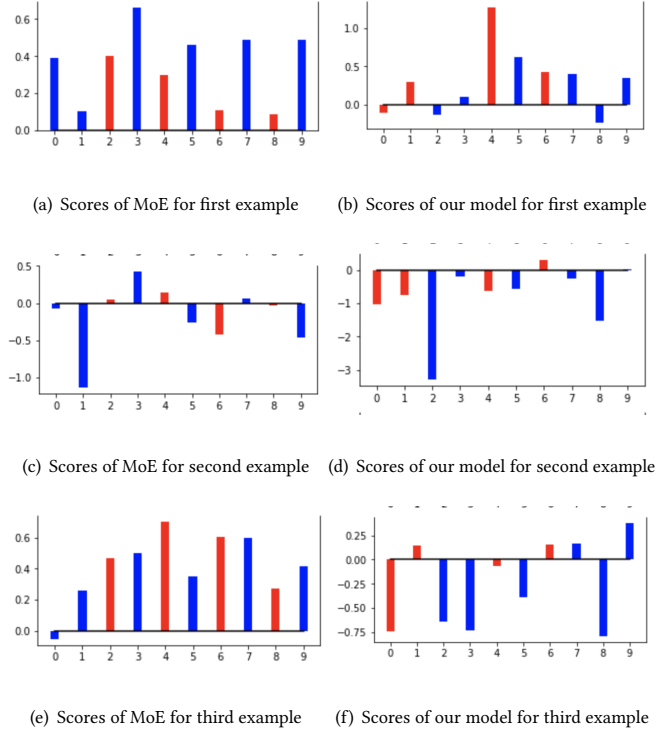 0.6
0.4
0.2
0.0
0 1 2 3 4 5 6 7 8 9
1.0
0.5
0.0
0 1 2 3 4 5 6 7 8 9
(a) Scores of MoE for first example
(b) Scores of our model for first example
0.5
0.0
−0.5
−1.0
0 1 2 3 4 5 6 7 8 9
0
−1
−2
−3
0 1 2 3 4 5 6 7 8 9
(c) Scores of MoE for second example
(d) Scores of our model for second example
0.6
0.4
0.2
0.0
0 1 2 3 4 5 6 7 8 9
0.25
0.00
−0.25
−0.50
−0.75
0 1 2 3 4 5 6 7 8 9
(e) Scores of MoE for third example
(f) Scores of our model for third example